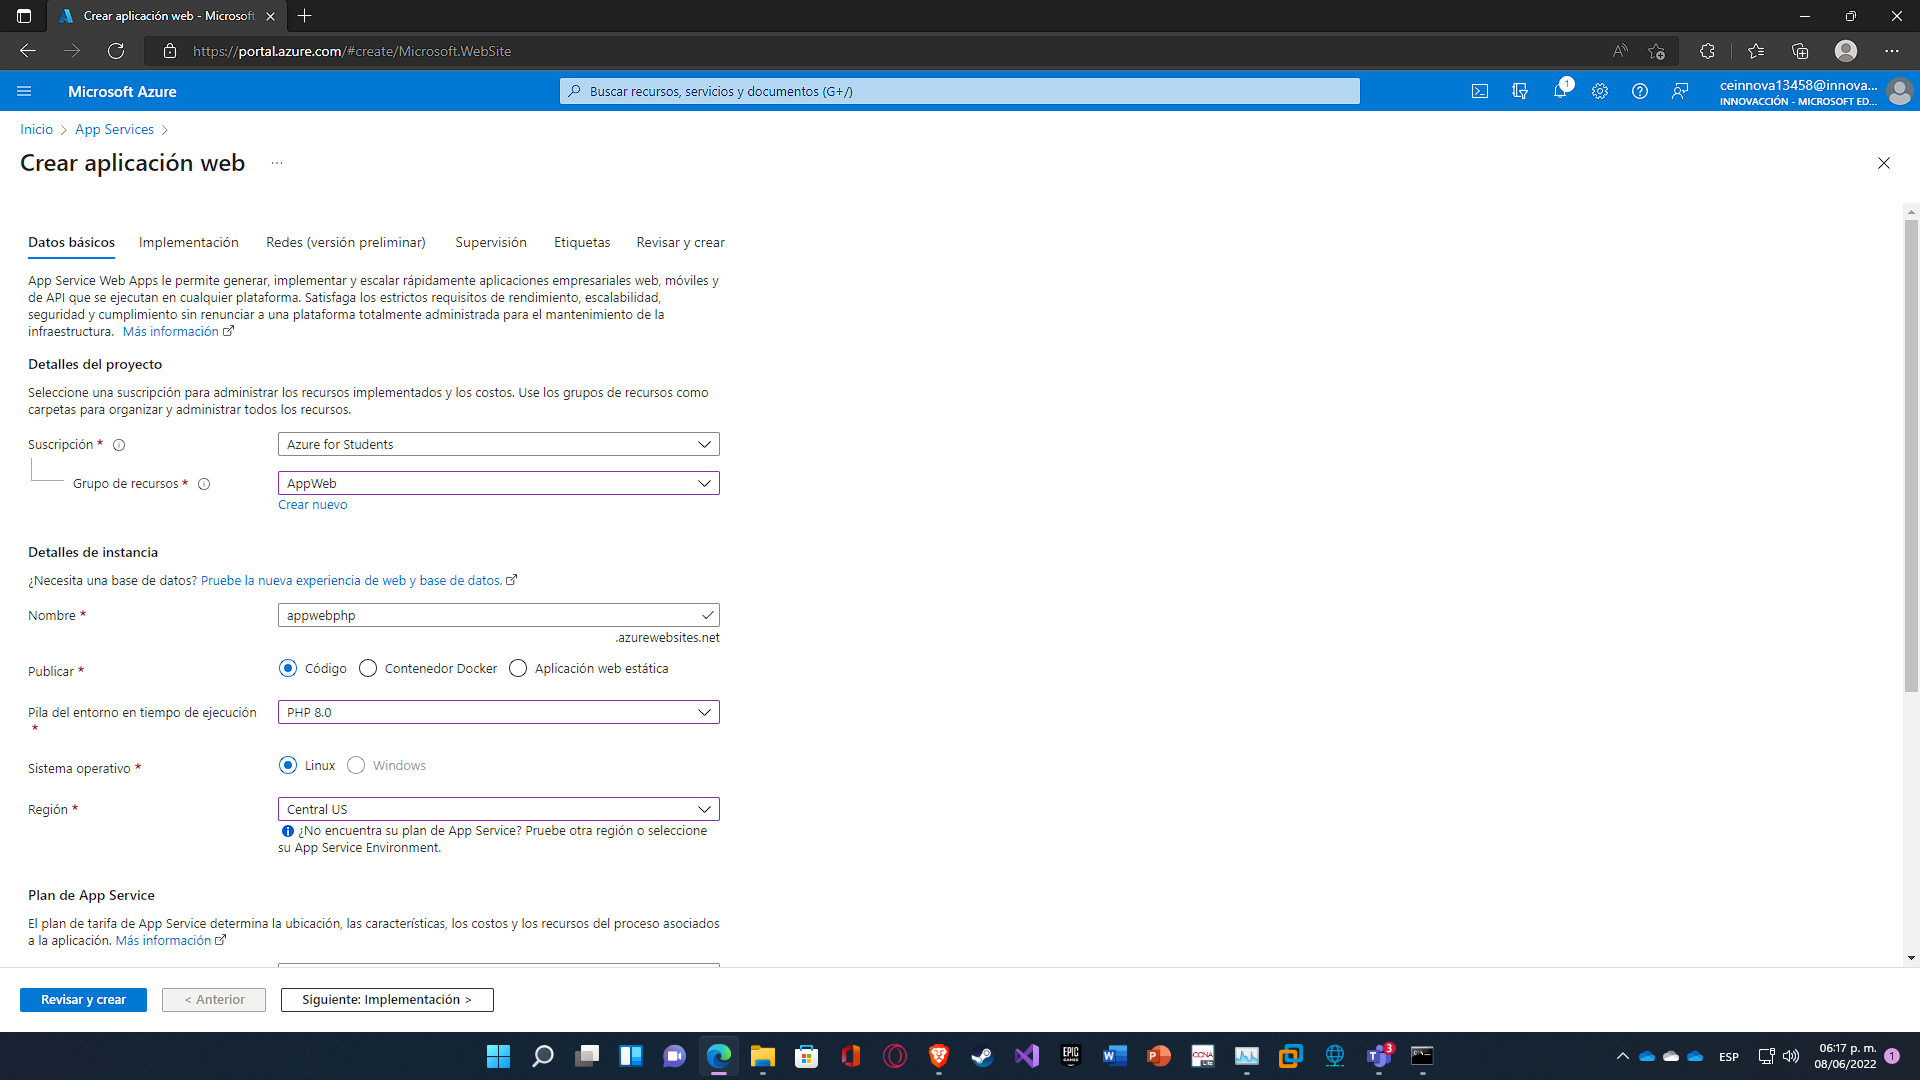 Crear aplicación web - Microsoft
https://portal.azure.com/#create/Microsoft.WebSite
Microsoft Azure
Buscar recursos, servicios y documentos (G+/)
1
ceinnova13458@innova...
INNOVACCIÓN - MICROSOFT ED...
Inicio > App Services >
Crear aplicación web ...
Datos básicos Implementación Redes (versión preliminar) Supervisión Etiquetas Revisar y crear
App Service Web Apps le permite generar, implementar y escalar rápidamente aplicaciones empresariales web, móviles y
de API que se ejecutan en cualquier plataforma. Satisfaga los estrictos requisitos de rendimiento, escalabilidad,
seguridad y cumplimiento sin renunciar a una plataforma totalmente administrada para el mantenimiento de la
infraestructura. Más información
Detalles del proyecto
Seleccione una suscripción para administrar los recursos implementados y los costos. Use los grupos de recursos como
carpetas para organizar y administrar todos los recursos.
Suscripción * Azure for Students
Grupo de recursos * AppWeb
Crear nuevo
Detalles de instancia
¿Necesita una base de datos? Pruebe la nueva experiencia de web y base de datos.
Nombre * appwebphp
.azurewebsites.net
Publicar * Código Contenedor Docker Aplicación web estática
Pila del entorno en tiempo de ejecución PHP 8.0
*
Sistema operativo * Linux Windows
Región * Central US
¿No encuentra su plan de App Service? Pruebe otra región o seleccione
su App Service Environment.
Plan de App Service
El plan de tarifa de App Service determina la ubicación, las características, los costos y los recursos del proceso asociados
a la aplicación. Más información
Revisar y crear < Anterior Siguiente: Implementación >
EPIC
GAMES
CCNA
3
ESP
06:17 p. m.
08/06/2022
1